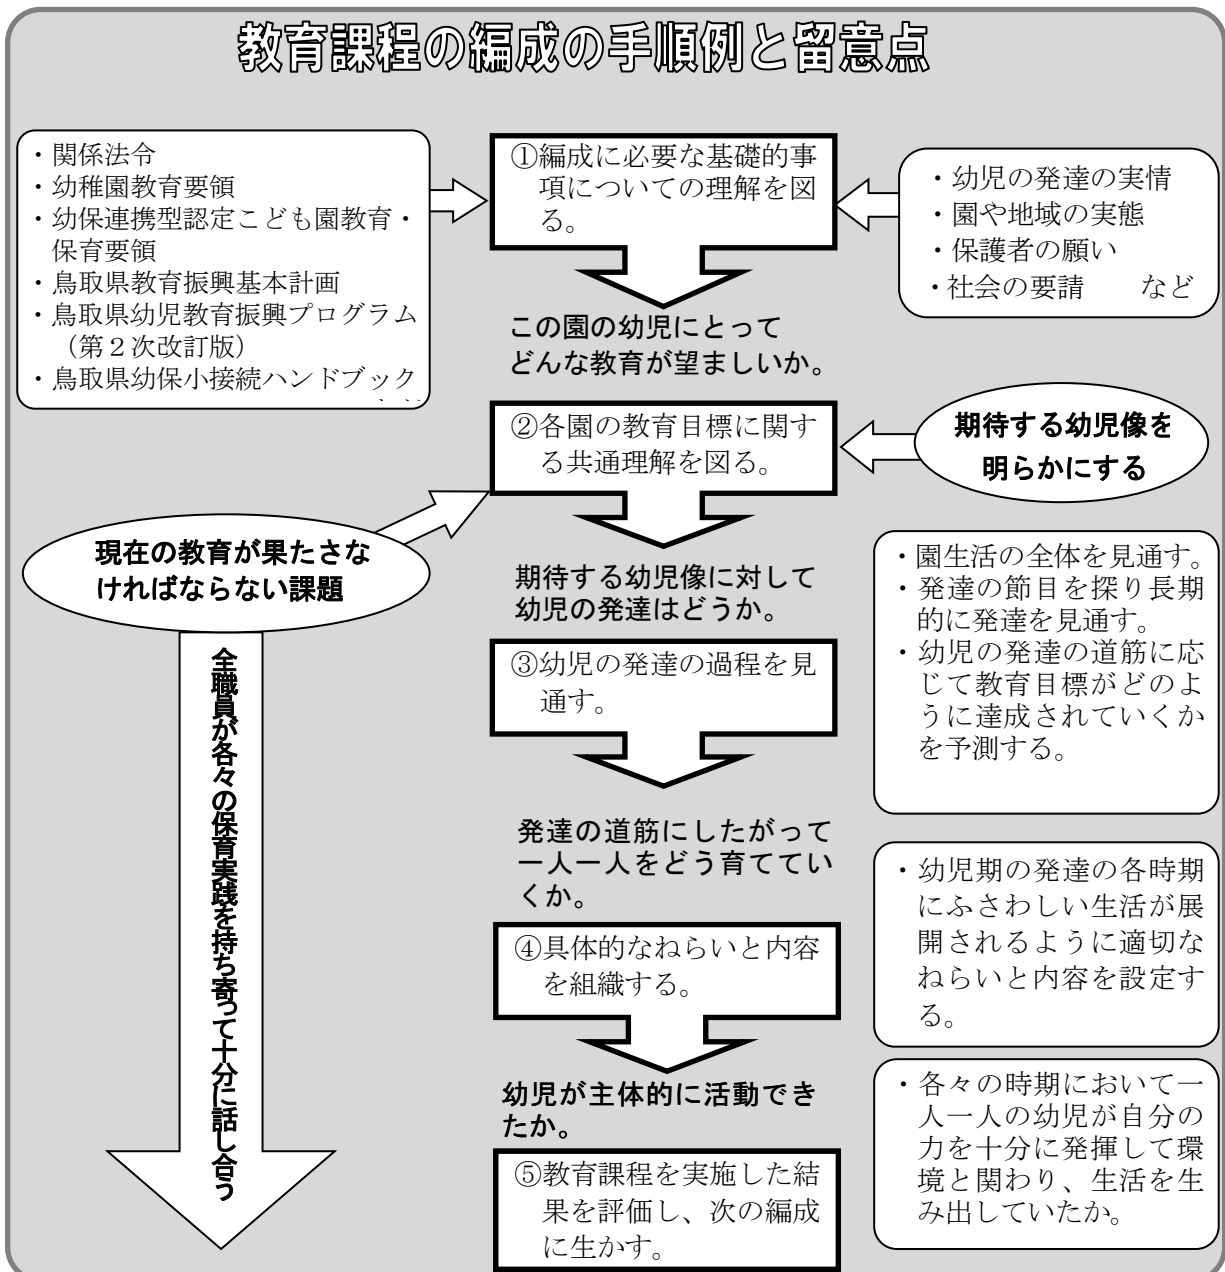 教育課程の編成の手順例と留意点
・関係法令
・幼稚園教育要領
・幼保連携型認定こども園教育・
保育要領
・鳥取県教育振興基本計画
・鳥取県幼児教育振興プログラム
（第２次改訂版）
・鳥取県幼保小接続ハンドブック
①編成に必要な基礎的事
項についての理解を図
る。
・幼児の発達の実情
・園や地域の実態
・保護者の願い
・社会の要請　　など
この園の幼児にとって
どんな教育が望ましいか。
②各園の教育目標に関す
る共通理解を図る。
期待する幼児像を
明らかにする
現在の教育が果たさな
ければならない課題
期待する幼児像に対して
幼児の発達はどうか。
・園生活の全体を見通す。
・発達の節目を探り長期
的に発達を見通す。
・幼児の発達の道筋に応
じて教育目標がどのよ
うに達成されていくか
を予測する。
③幼児の発達の過程を見
通す。
全職員が各々の保育実践を持ち寄って十分に話し合う
発達の道筋にしたがって
一人一人をどう育ててい
くか。
④具体的なねらいと内容
を組織する。
・幼児期の発達の各時期
にふさわしい生活が展
開されるように適切な
ねらいと内容を設定す
る。
幼児が主体的に活動でき
たか。
⑤教育課程を実施した結
果を評価し、次の編成
に生かす。
・各々の時期において一
人一人の幼児が自分の
力を十分に発揮して環
境と関わり、生活を生
み出していたか。